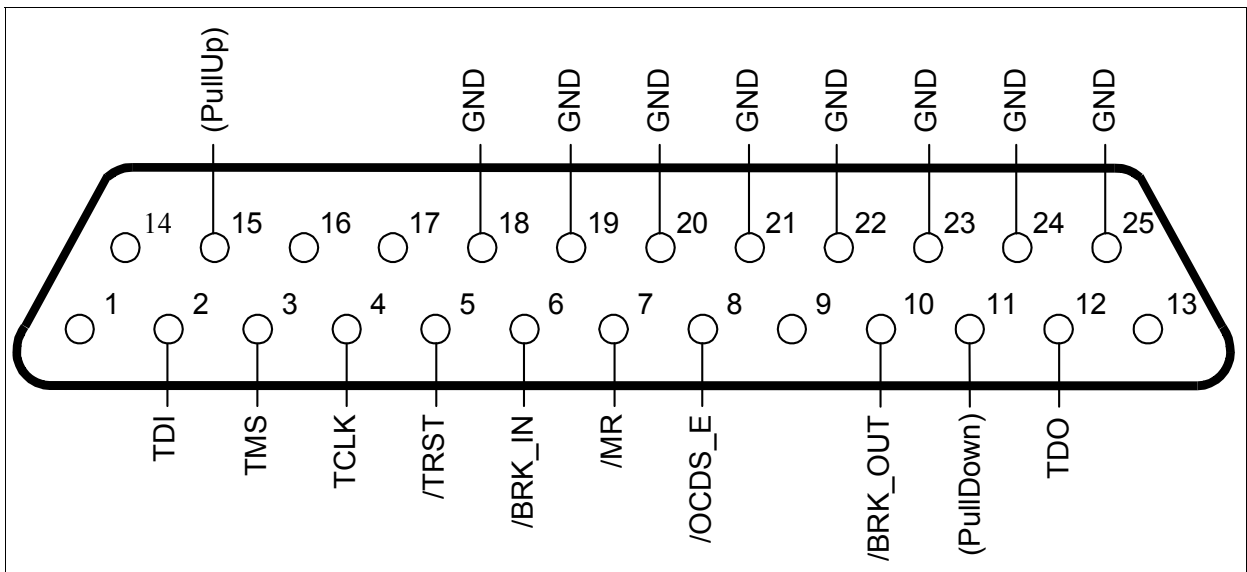 (PullUp)
GND
GND
GND
GND
GND
GND
GND
GND
14
15
16
17
18
19
20
21
22
23
24
25
1
2
3
4
5
6
7
8
9
10
11
12
13
TDI
TMS
TCLK
/TRST
/BRK_IN
/MR
/OCDS_E
/BRK_OUT
(PullDown)
TDO